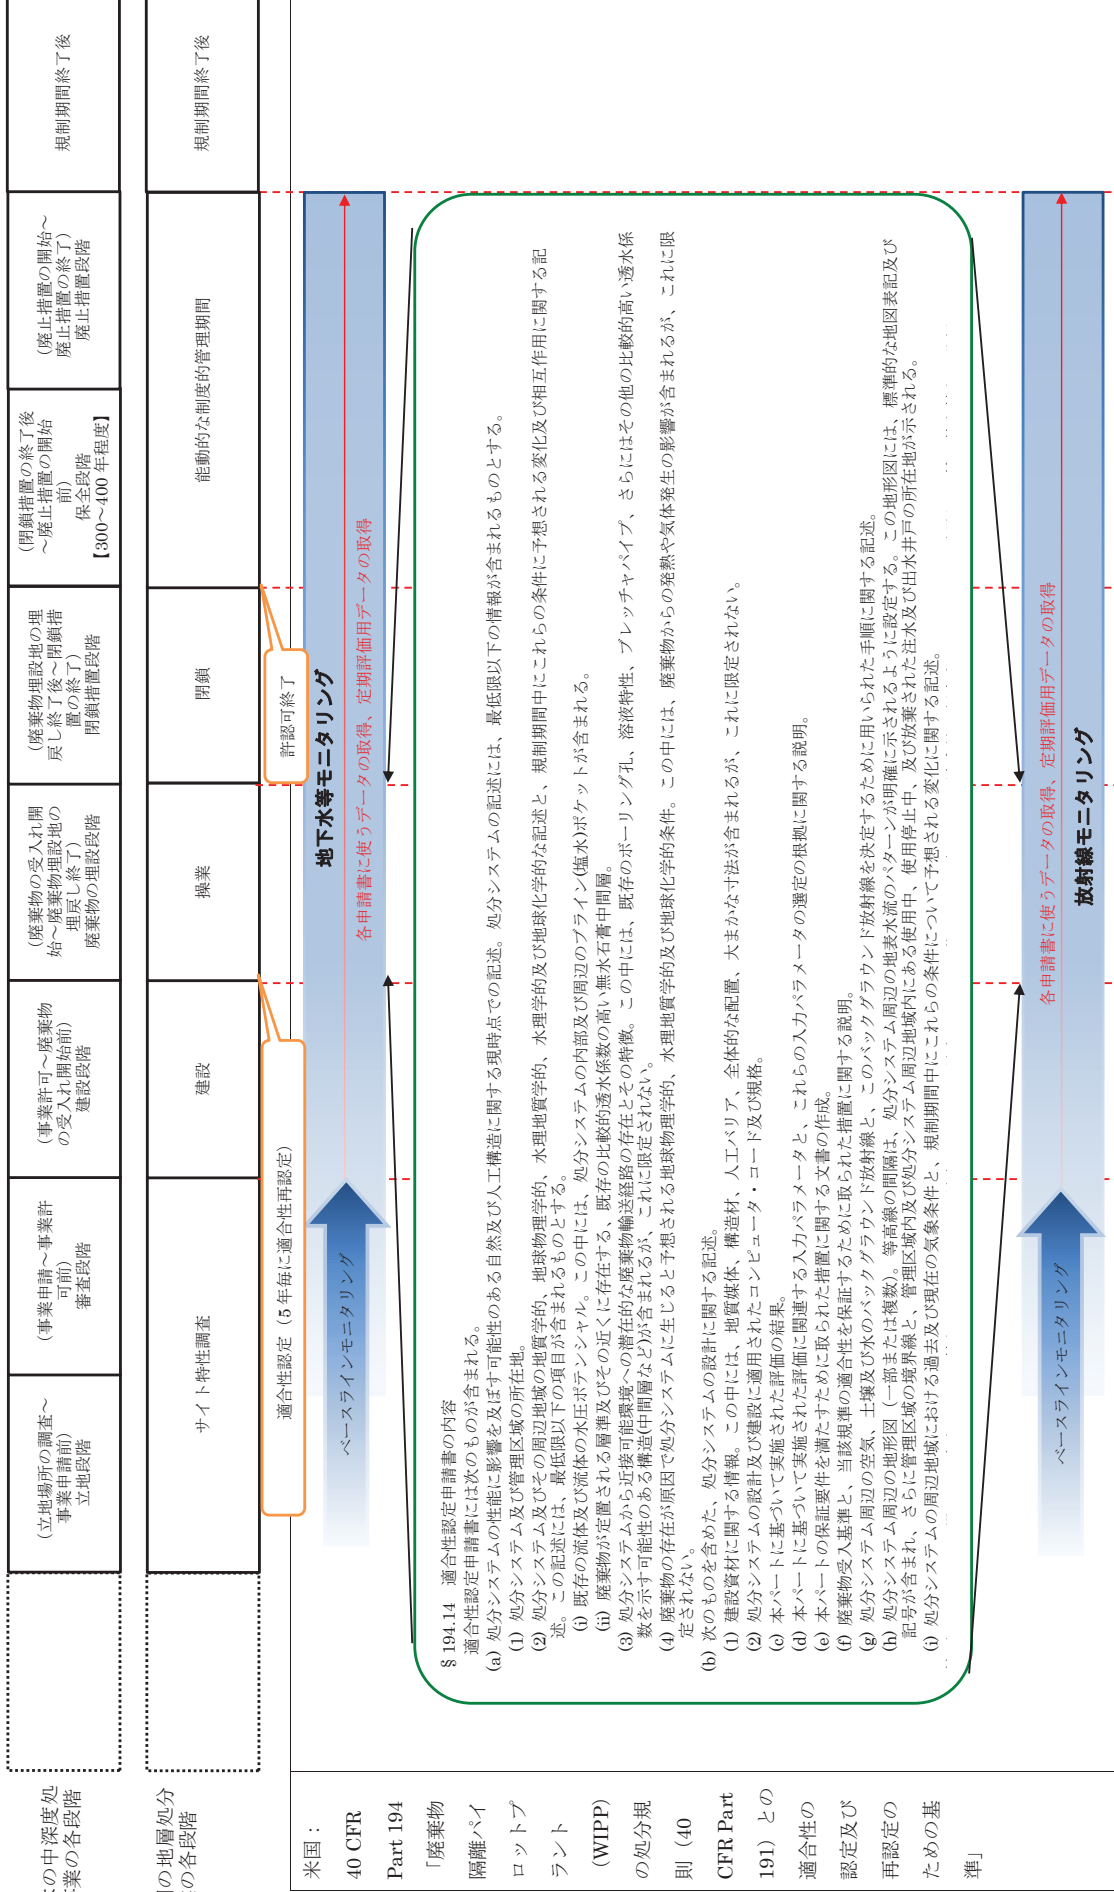 の中深度処
業の各段階
(立地場所の調査～
事業申請前)
立地段階
(事業申請～事業許
可前)
審査段階
(事業許可～廃棄物
の受入れ開始前)
建設段階
(廃棄物の受入れ開
始～廃棄物埋設地の
埋戻し終了)
廃棄物の埋設段階
(廃棄物埋設地の埋
戻し終了後～閉鎖措
置の終了)
閉鎖措置段階
(閉鎖措置の終了後
～廃止措置の開始
前)
保全段階
【300～400 年程度】
(廃止措置の開始～
廃止措置の終了)
廃止措置段階
規制期間終了後
の地層処分
の各段階
サイト特性調査
建設
操業
閉鎖
能動的な制度的管理期間
規制期間終了後
適合性認定（5 年毎に適合性再認定）
許認可終了
米国：
40 CFR
Part 194
「廃棄物
隔離パイ
ロットプ
ラント
（WIPP）
の処分規
則（40
CFR Part
191）との
適合性の
認定及び
再認定の
ための基
準」
地下水等モニタリング
ベースラインモニタリング
各申請書に使うデータの取得、定期評価用データの取得
§ 194.14　適合性認定申請書の内容
適合性認定申請書には次のものが含まれる。
(a) 処分システムの性能に影響を及ぼす可能性のある自然及び人工構造に関する現時点での記述。処分システムの記述には、最低限以下の情報が含まれるものとする。
(1) 処分システム及び管理区域の所在地。
(2) 処分システム及びその周辺地域の地質学的、地球物理学的、水理地質学的、水理学的及び地球化学的な記述と、規制期間中にこれらの条件に予想される変化及び相互作用に関する記
述。この記述には、最低限以下の項目が含まれるものとする。
(i) 既存の流体及び流体の水圧ポテンシャル。この中には、処分システムの内部及び周辺のブライン(塩水)ポケットが含まれる。
(ii) 廃棄物が定置される層準及びその近くに存在する、既存の比較的透水係数の高い無水石膏中間層。
(3) 処分システムから近接可能環境への潜在的な廃棄物輸送経路の存在とその特徴。この中には、既存のボーリング孔、溶液特性、ブレッチャパイプ、さらにはその他の比較的高い透水係
数を示す可能性のある構造(中間層など)が含まれるが、これに限定されない。
(4) 廃棄物の存在が原因で処分システムに生じると予想される地球物理学的、水理地質学的及び地球化学的条件。この中には、廃棄物からの発熱や気体発生の影響が含まれるが、これに限
定されない。
(b) 次のものを含めた、処分システムの設計に関する記述。
(1) 建設資材に関する情報。この中には、地質媒体、構造材、人工バリア、全体的な配置、大まかな寸法が含まれるが、これに限定されない。
(2) 処分システムの設計及び建設に適用されたコンピュータ・コード及び規格。
(c) 本パートに基づいて実施された評価の結果。
(d) 本パートに基づいて実施された評価に関連する入力パラメータと、これらの入力パラメータの選定の根拠に関する説明。
(e) 本パートの保証要件を満たすために取られた措置に関する文書の作成。
(f) 廃棄物受入基準と、当該規準の適合性を保証するために取られた措置に関する説明。
(g) 処分システム周辺の空気、土壌及び水のバックグラウンド放射線と、このバックグラウンド放射線を決定するために用いられた手順に関する記述。
(h) 処分システム周辺の地形図（一部または複数）。等高線の間隔は、処分システム周辺の地表水流のパターンが明確に示されるように設定する。この地形図には、標準的な地図表記及び
記号が含まれ、さらに管理区域の境界線と、管理区域内及び処分システム周辺地域内にある使用中、使用停止中、及び放棄された注水及び出水井戸の所在地が示される。
(i) 処分システムの周辺地域における過去及び現在の気象条件と、規制期間中にこれらの条件について予想される変化に関する記述。
ベースラインモニタリング
各申請書に使うデータの取得、定期評価用データの取得
放射線モニタリング